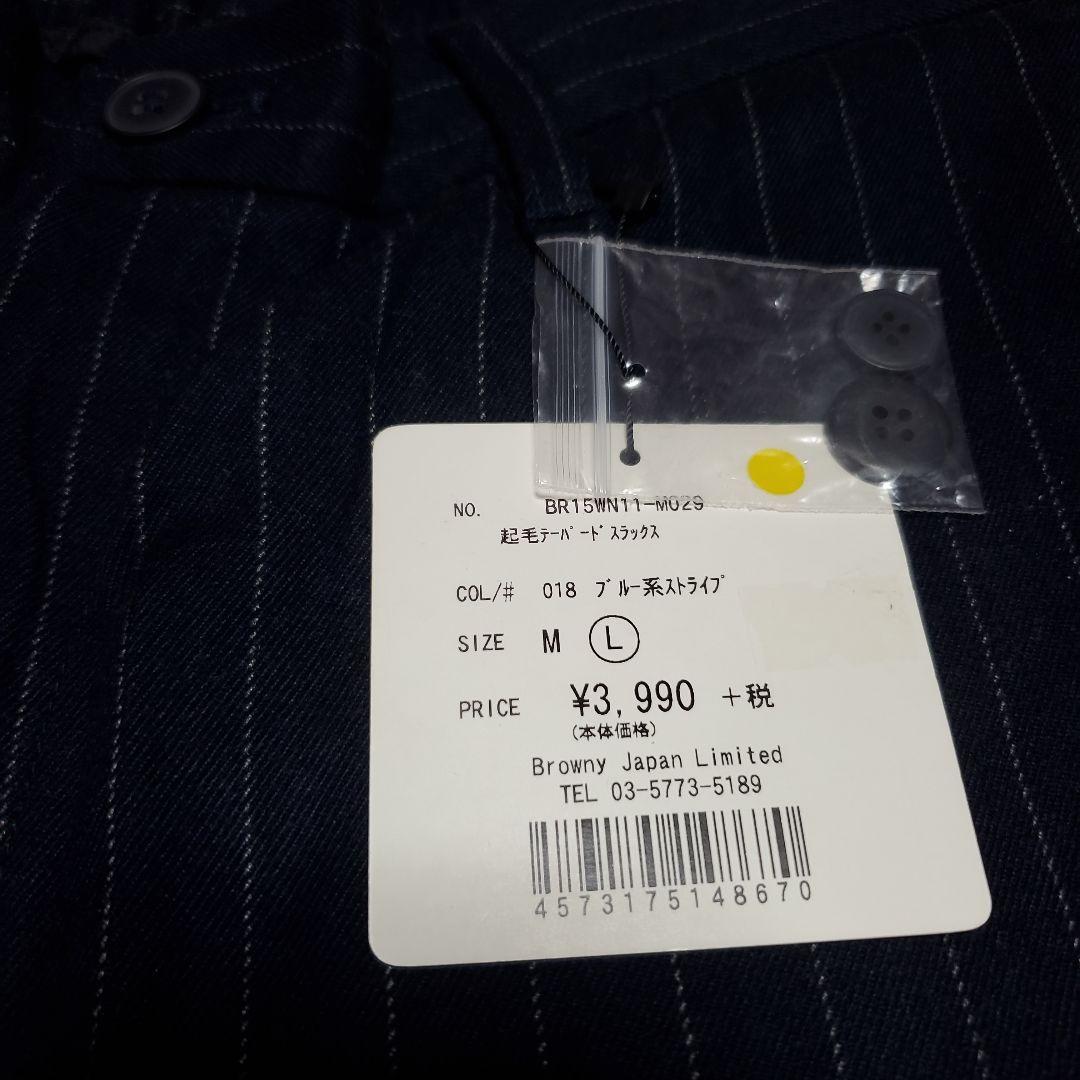 NO. BR15WN11-M029
起毛ﾃｰﾊﾟｰﾄﾞｽﾗｯｸｽ
COL/# 018 ﾌﾞﾙｰ系ｽﾄﾗｲﾌﾟ
SIZE M L
PRICE ¥3,990 +税
(本体価格)
Browny Japan Limited
TEL 03-5773-5189
4573175148670